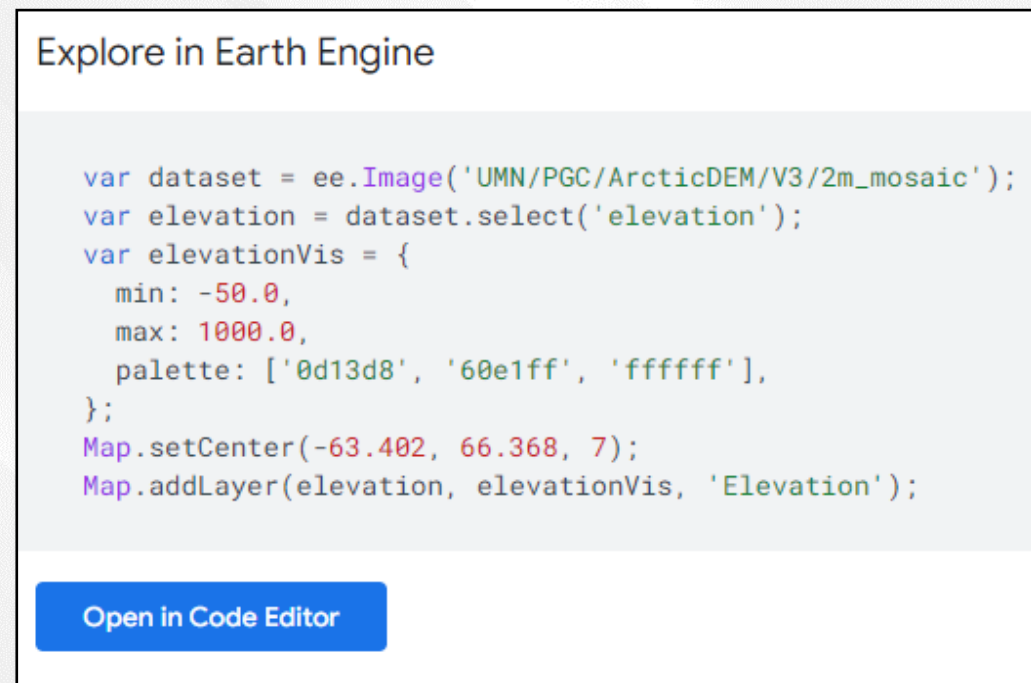 Explore in Earth Engine
var dataset = ee.Image('UMN/PGC/ArcticDEM/V3/2m_mosaic');
var elevation = dataset.select('elevation');
var elevationVis = {
  min: -50.0,
  max: 1000.0,
  palette: ['0d13d8', '60e1ff', 'ffffff'],
};
Map.setCenter(-63.402, 66.368, 7);
Map.addLayer(elevation, elevationVis, 'Elevation');
Open in Code Editor